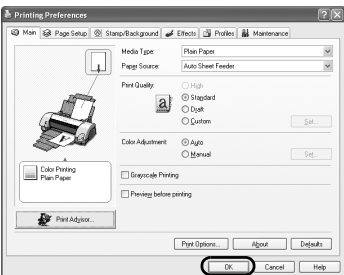 Printing Preferences
Main
Page Setup
Stamp/Background
Effects
Profiles
Maintenance
Media Type: Plain Paper
Paper Source: Auto Sheet Feeder
Print Quality: High
a
Standard
Draft
Custom
Set...
Color Adjustment: Auto
Manual
Set...
Color Printing
Plain Paper
Grayscale Printing
Preview before printing
Print Advisor...
Print Options...
About
Defaults
OK
Cancel
Help